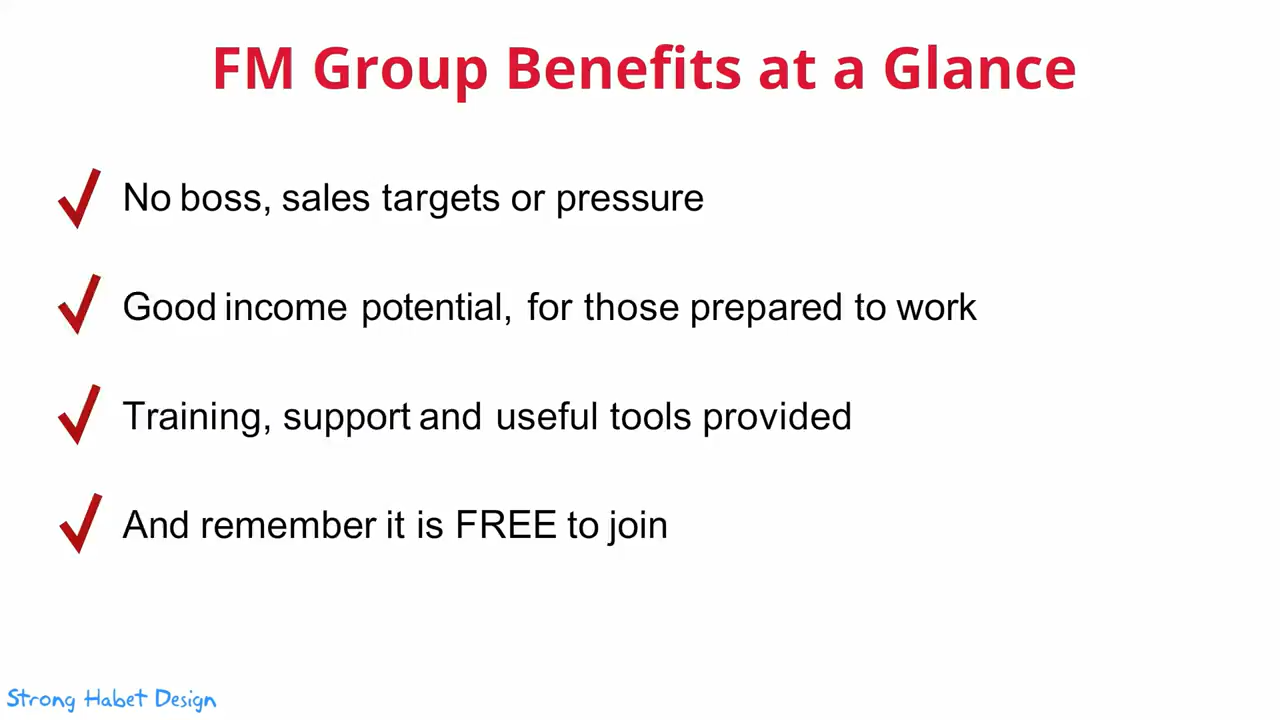 FM Group Benefits at a Glance
No boss, sales targets or pressure
Good income potential, for those prepared to work
Training, support and useful tools provided
And remember it is FREE to join
Strong Habet Design